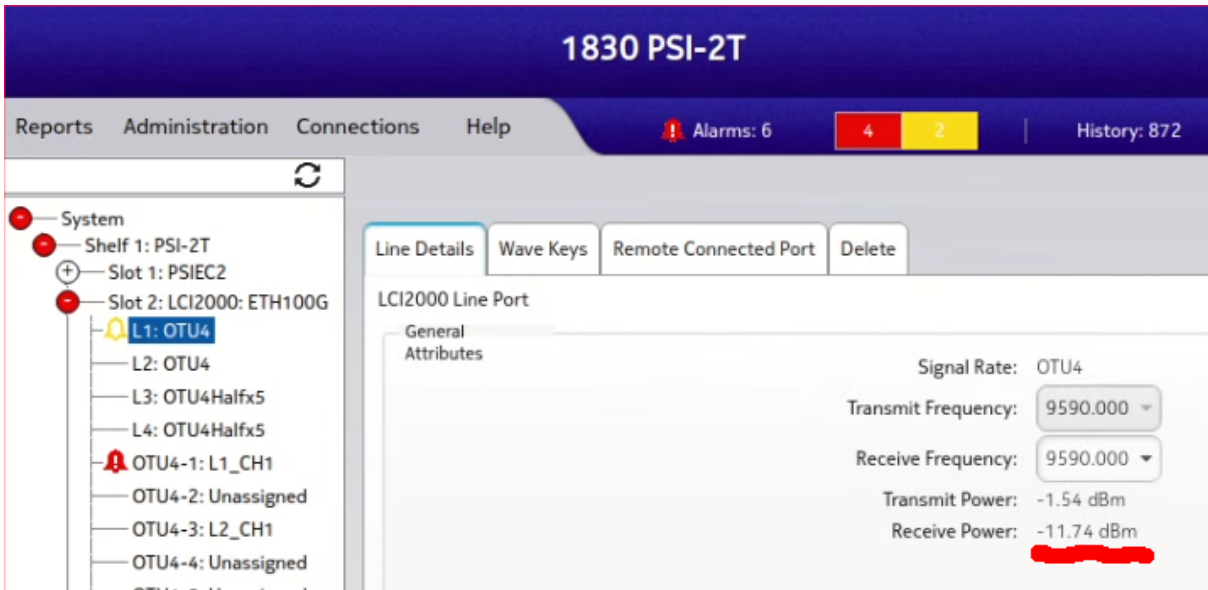 1830 PSI-2T
Reports Administration Connections Help Alarms: 6 4 2 History: 872
System
Shelf 1: PSI-2T
Slot 1: PSIEC2
Slot 2: LCI2000: ETH100G
L1: OTU4
L2: OTU4
L3: OTU4Halfx5
L4: OTU4Halfx5
OTU4-1: L1_CH1
OTU4-2: Unassigned
OTU4-3: L2_CH1
OTU4-4: Unassigned
Line Details Wave Keys Remote Connected Port Delete
LCI2000 Line Port
General
Attributes
Signal Rate: OTU4
Transmit Frequency: 9590.000
Receive Frequency: 9590.000
Transmit Power: -1.54 dBm
Receive Power: -11.74 dBm